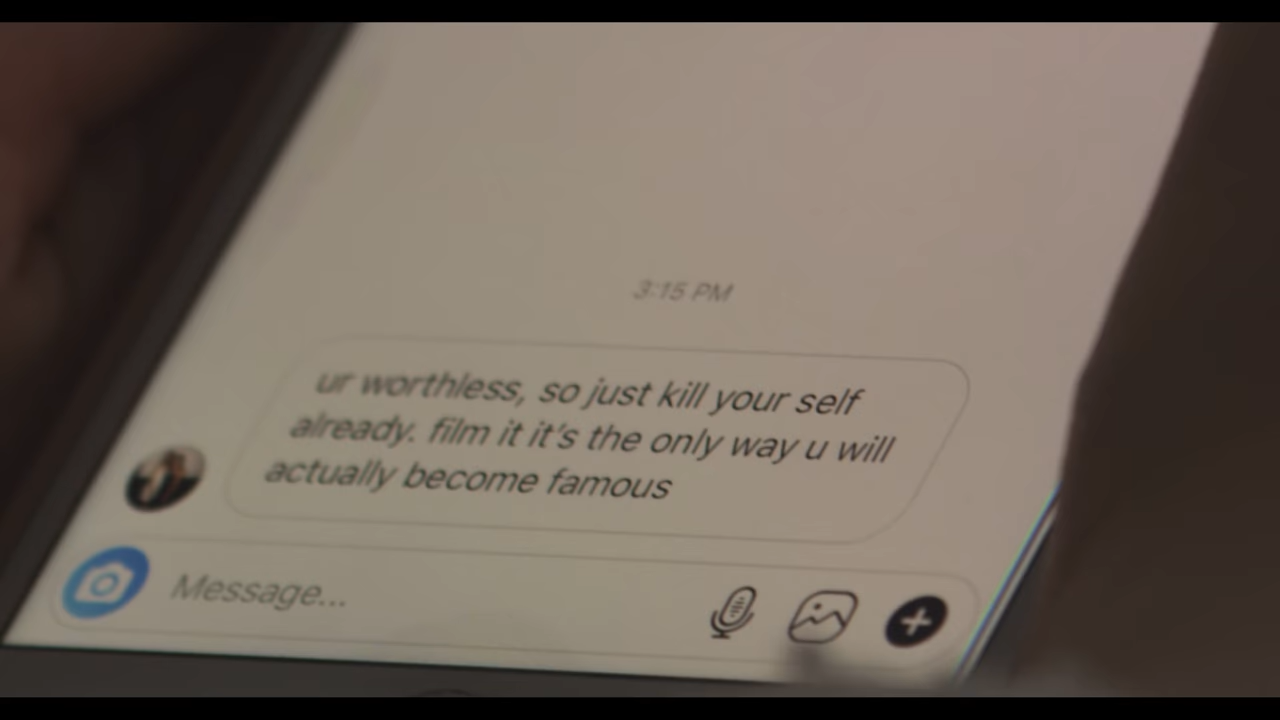 3:15 PM
ur worthless, so just kill your self
already. film it it's the only way u will
actually become famous
Message...